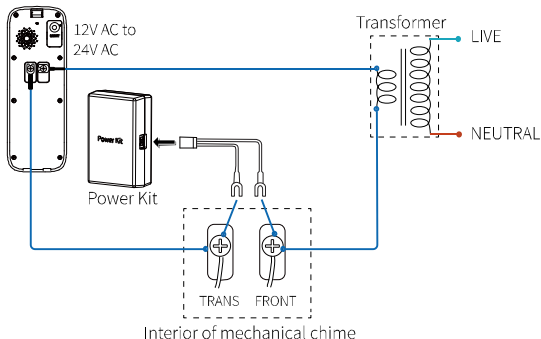 Transformer
12V AC to
24V AC
LIVE
NEUTRAL
Power Kit
Power Kit
TRANS
FRONT
Interior of mechanical chime